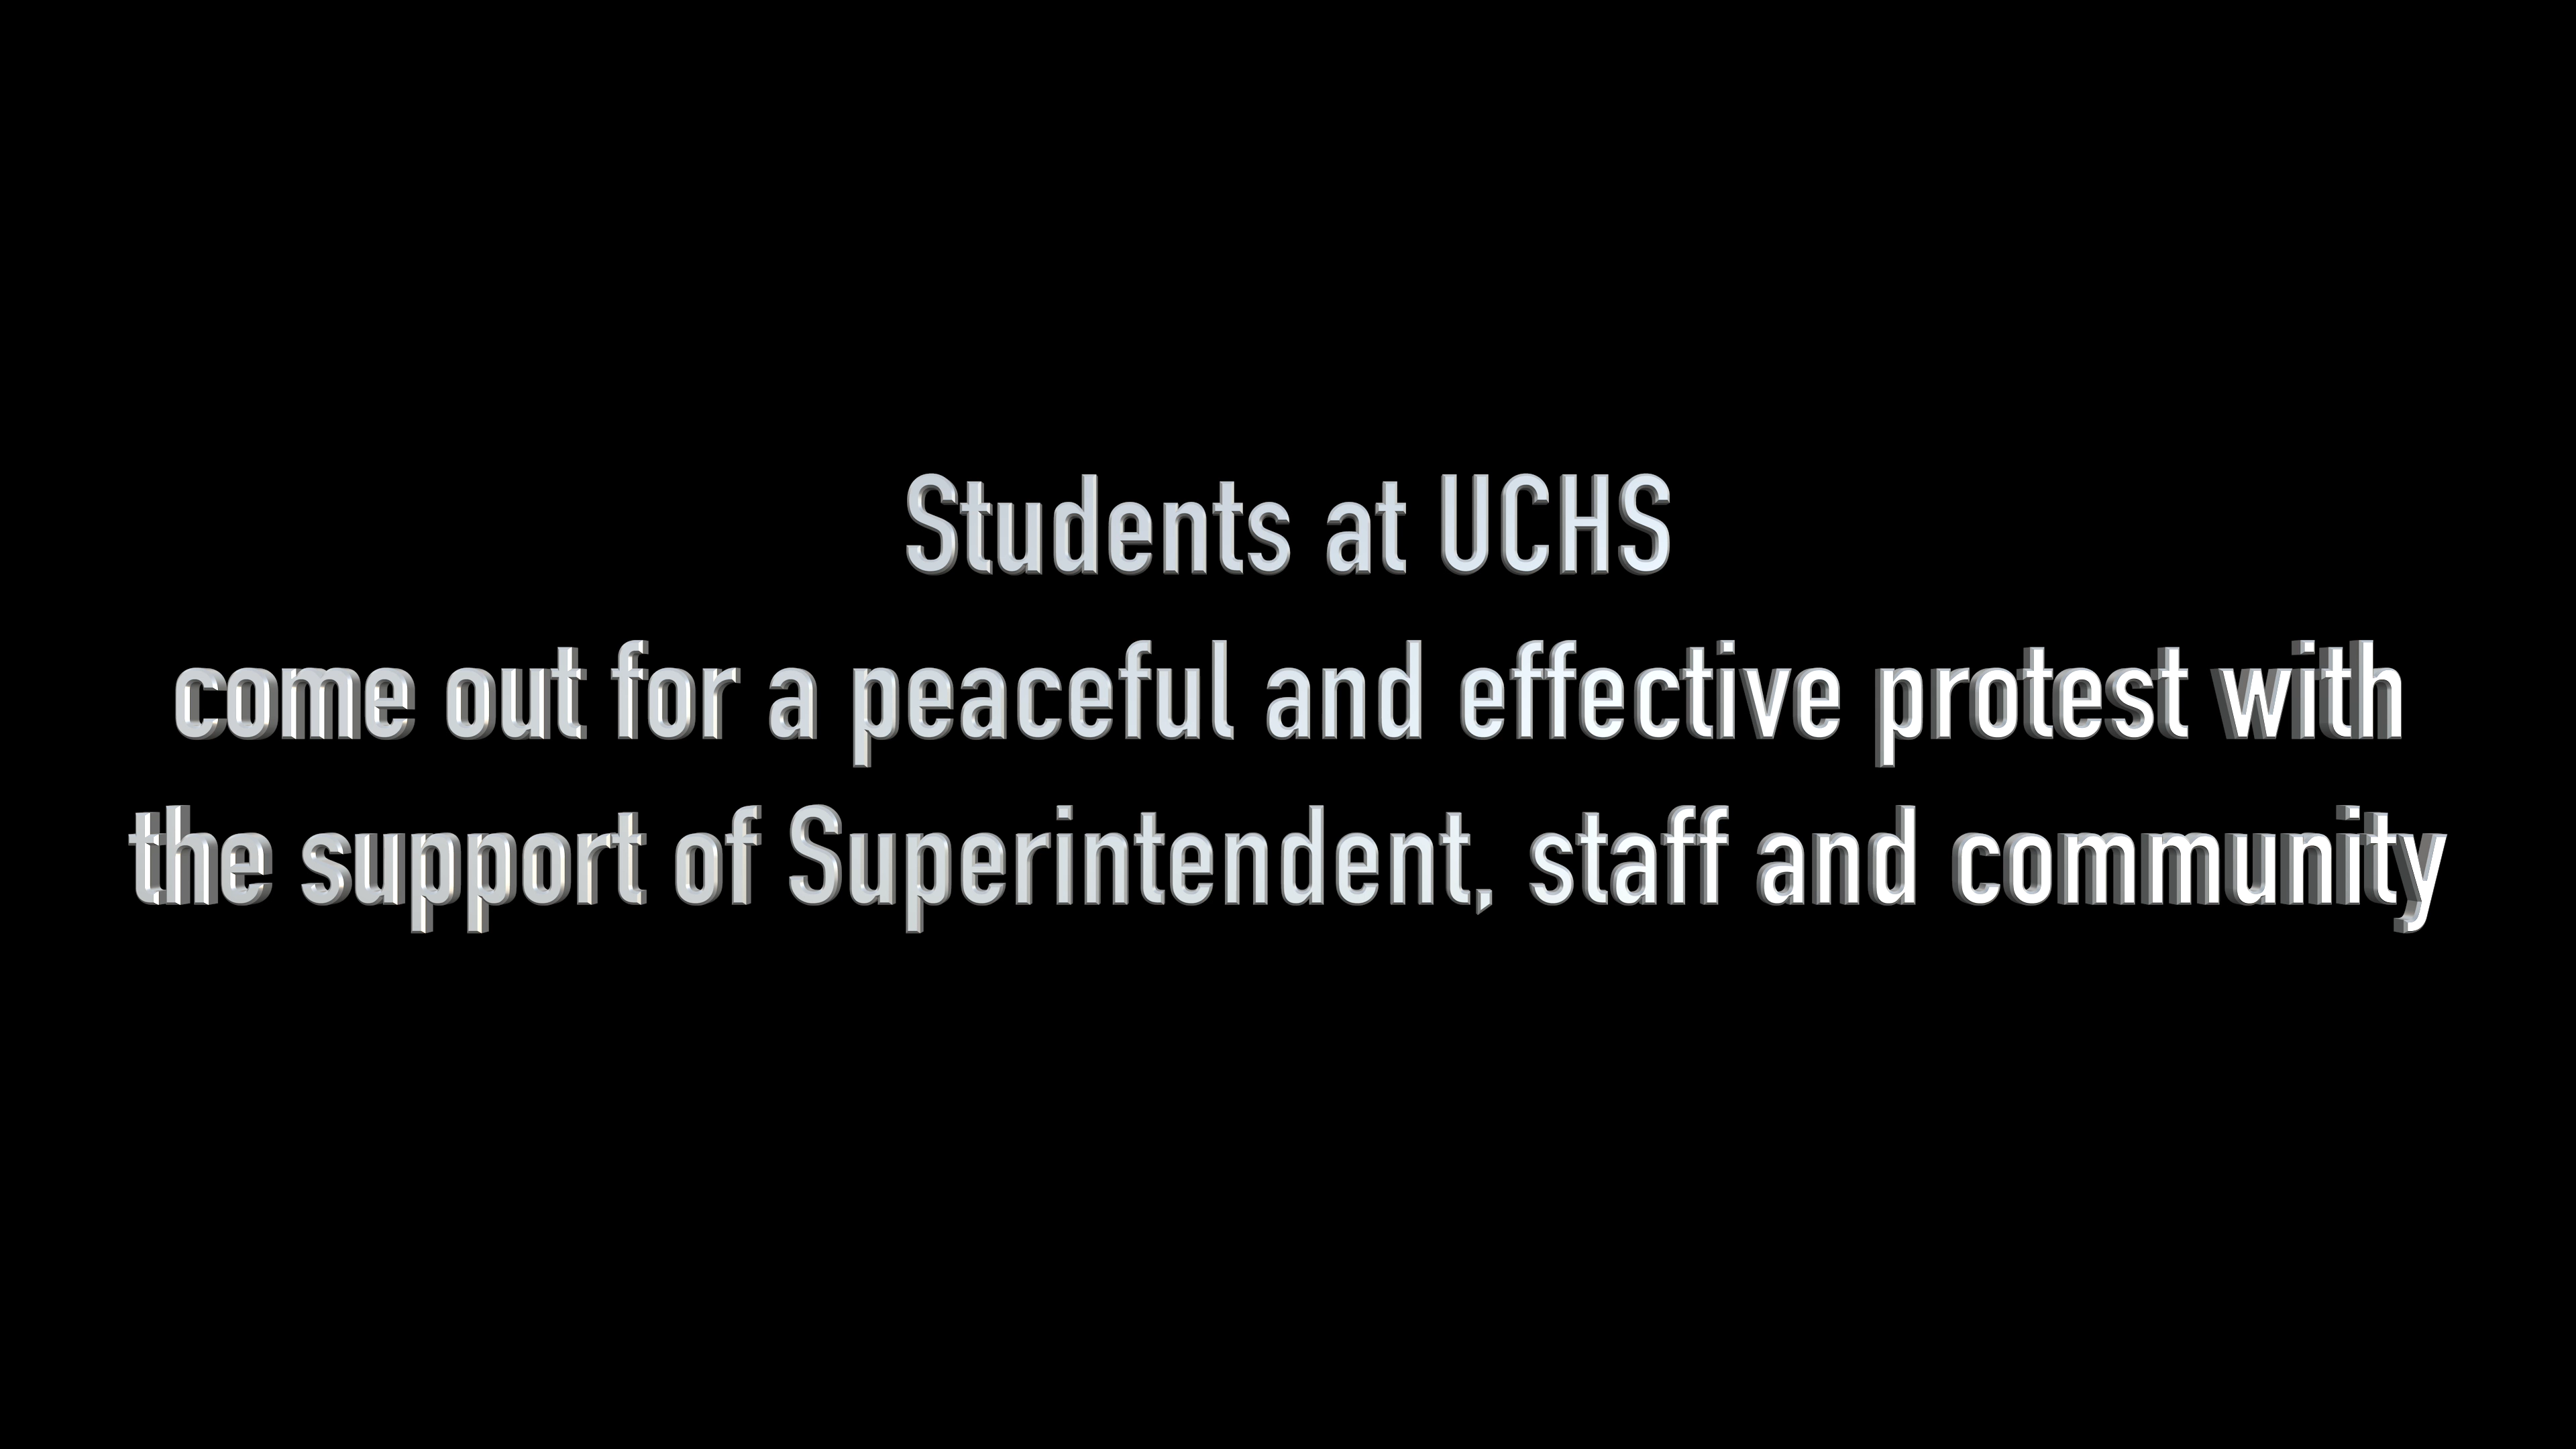 Students at UCHS
come out for a peaceful and effective protest with
the support of Superintendent, staff and community